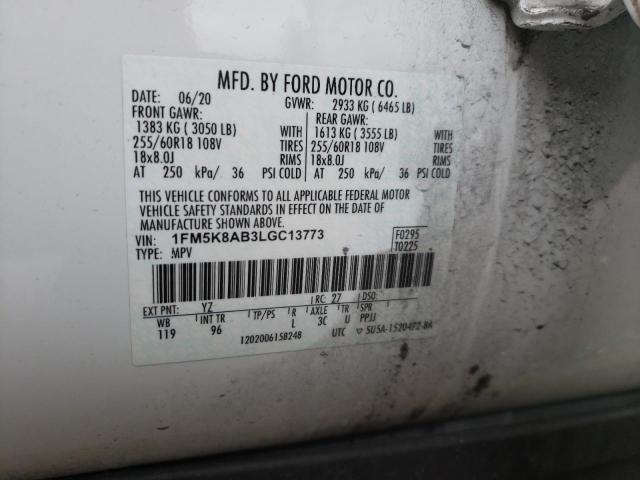 MFD. BY FORD MOTOR CO.
DATE: 06/20 GVWR: 2933 KG ( 6465 LB)
FRONT GAWR: REAR GAWR:
1383 KG ( 3050 LB) WITH 1613 KG ( 3555 LB) WITH
255/60R18 108V TIRES 255/60R18 108V TIRES
18x8.0J RIMS 18x8.0J RIMS
AT 250 kPa/ 36 PSI COLD AT 250 kPa/ 36 PSI COLD
THIS VEHICLE CONFORMS TO ALL APPLICABLE FEDERAL MOTOR
VEHICLE SAFETY STANDARDS IN EFFECT ON THE DATE OF
MANUFACTURE SHOWN ABOVE.
VIN: 1FM5K8AB3LGC13773 F0295
TYPE: MPV T0225
EXT PNT: YZ RC: 27 DSO:
WB INT TR TP/PS R AXLE TR SPR
119 96 L 3C U PPJJ
1202006158248 UTC ▽ 5U5A-1520472-BA